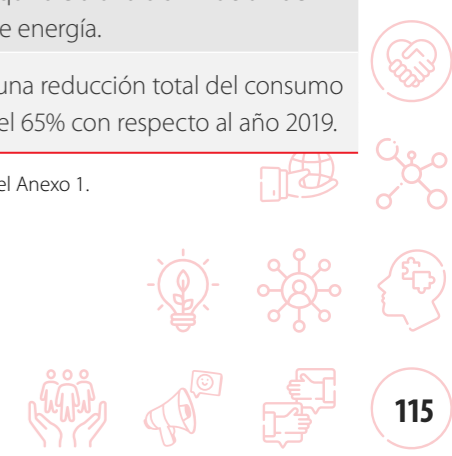 e energía.
una reducción total del consumo
el 65% con respecto al año 2019.
el Anexo 1.
115